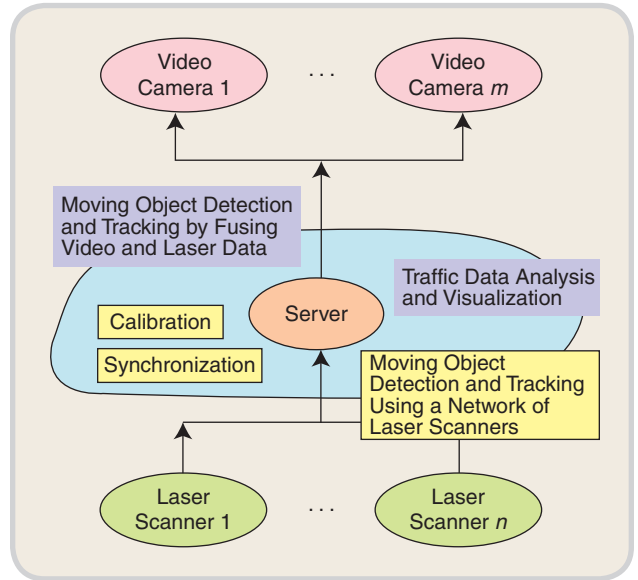 Video
Camera 1
. . .
Video
Camera m
Moving Object Detection
and Tracking by Fusing
Video and Laser Data
Traffic Data Analysis
and Visualization
Server
Calibration
Synchronization
Moving Object
Detection and Tracking
Using a Network of
Laser Scanners
Laser
Scanner 1
. . .
Laser
Scanner n